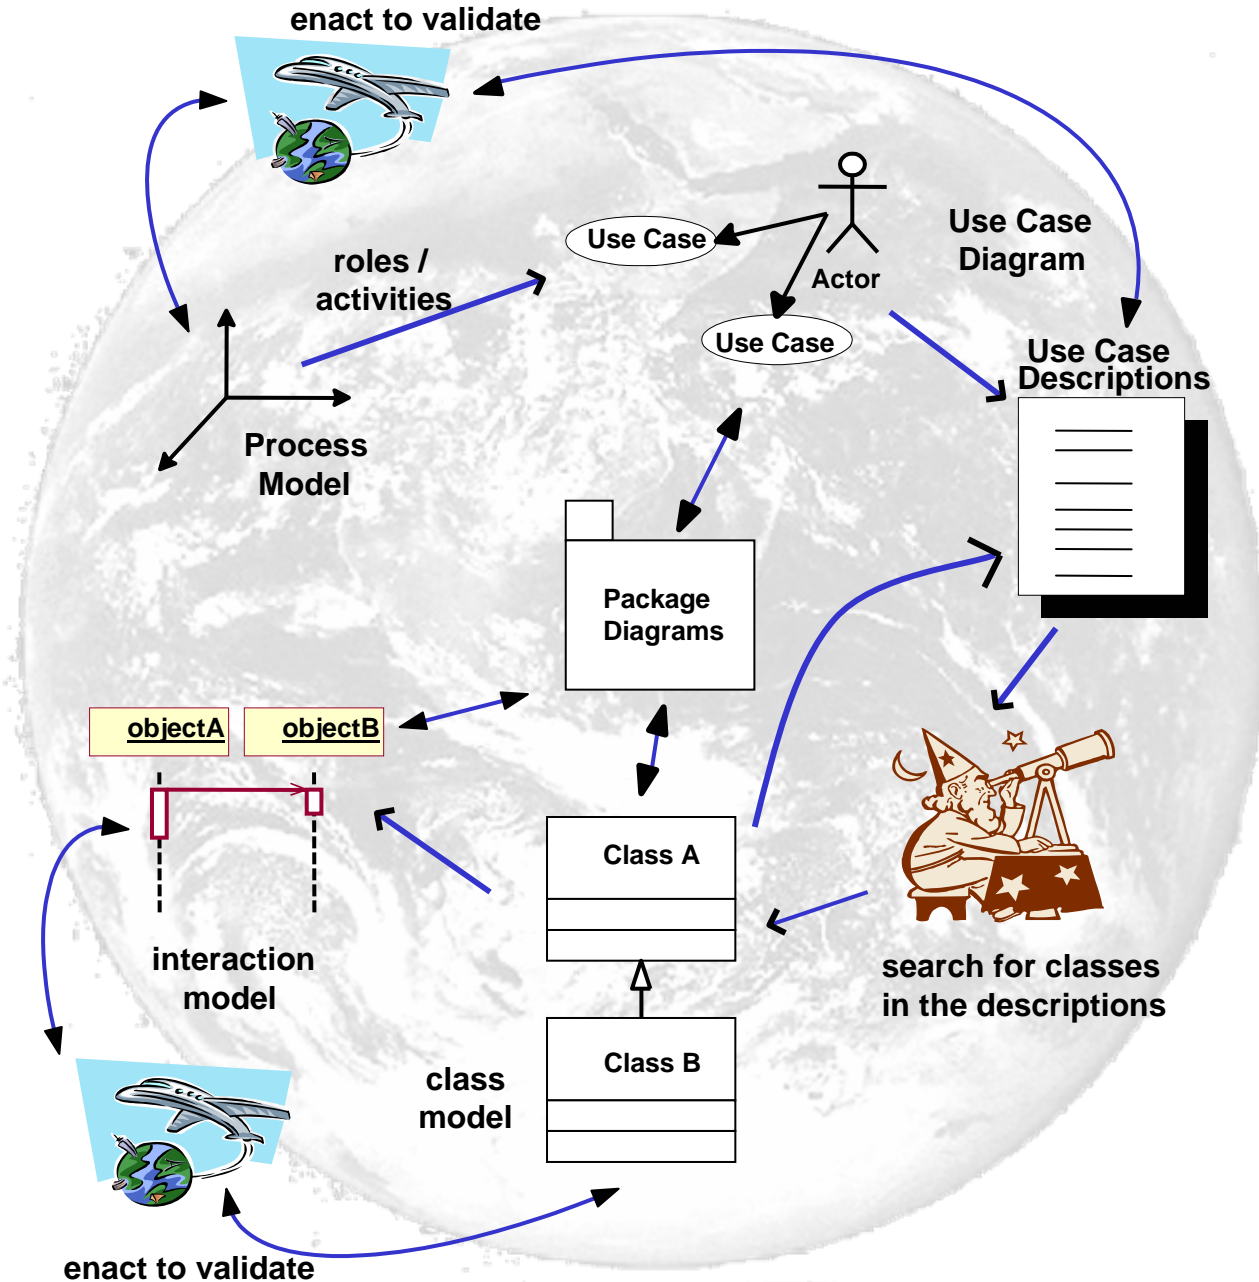 enact to validate
Use Case
Actor
Use Case
Diagram
roles /
activities
Use Case
Use Case
Descriptions
Process
Model
Package
Diagrams
objectA
objectB
Class A
interaction
model
search for classes
in the descriptions
Class B
class
model
enact to validate